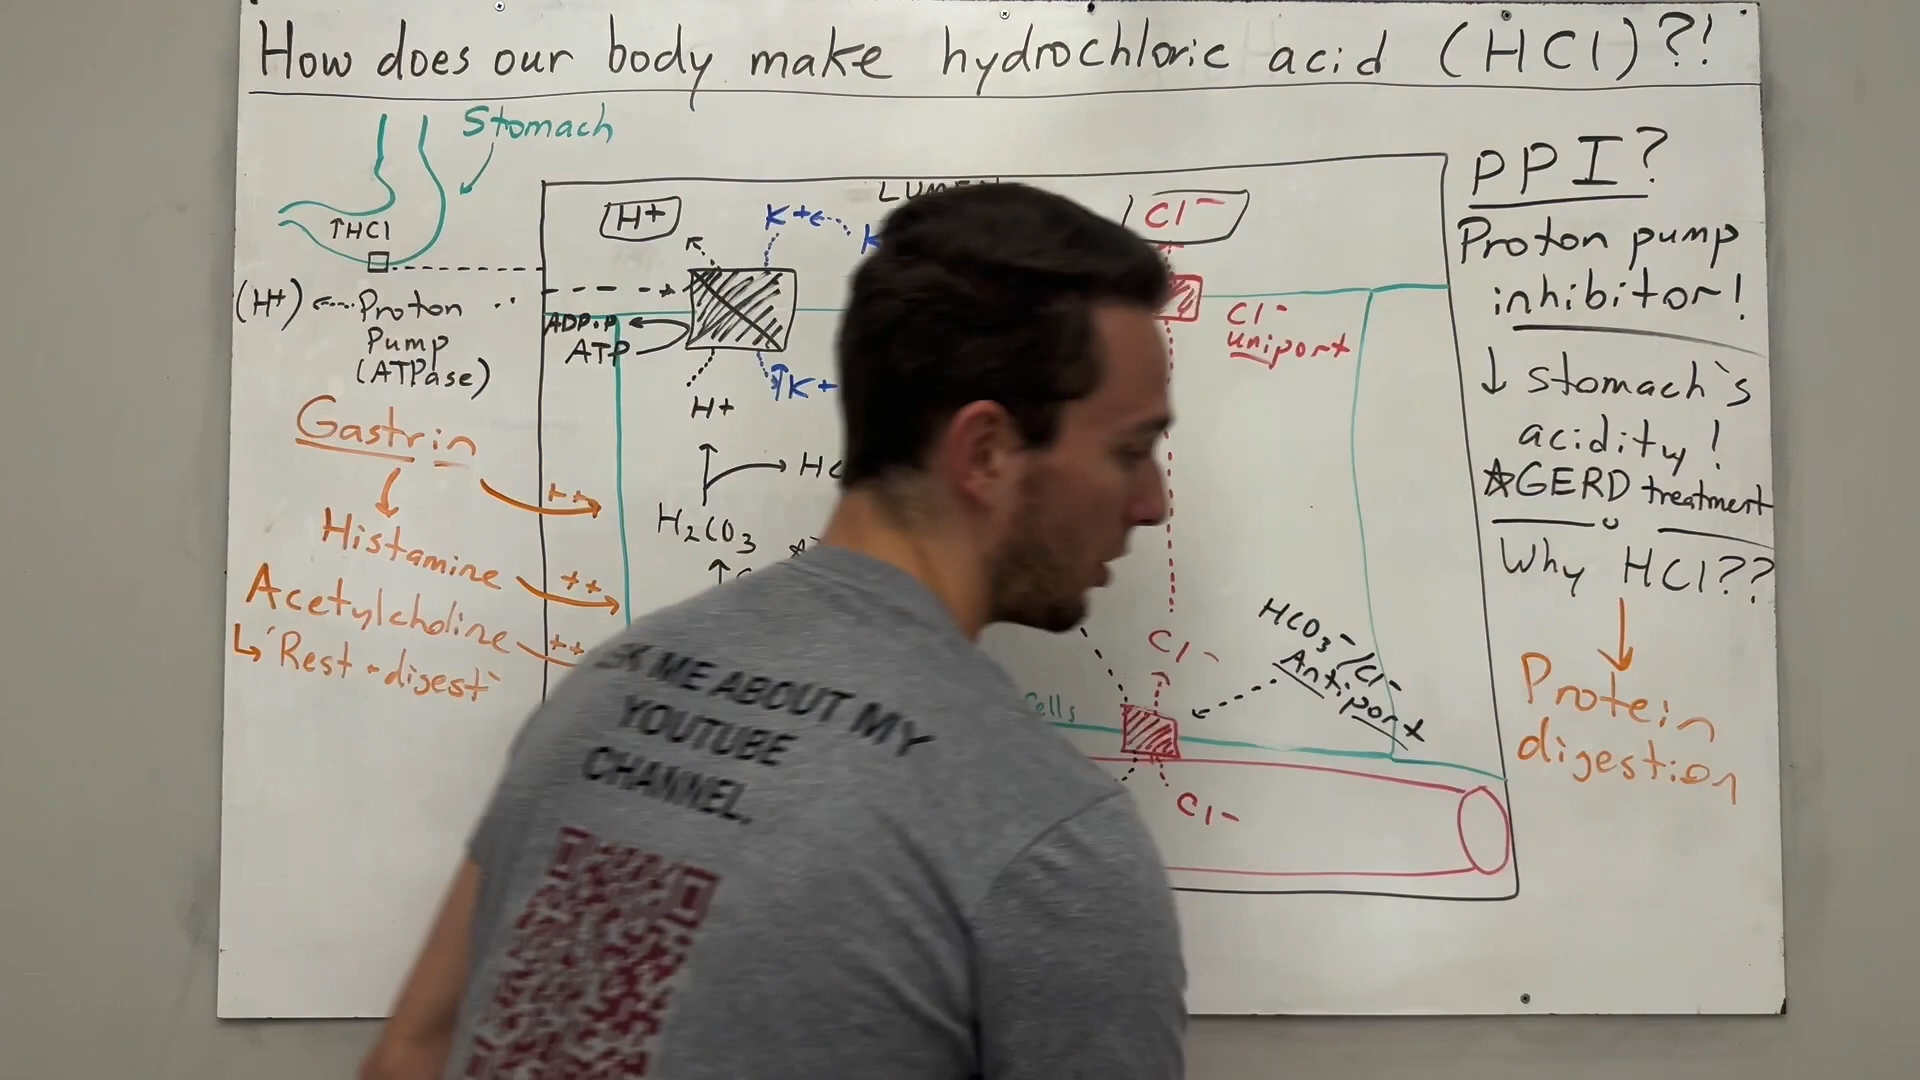 How does our body make hydrochloric acid (HCl)?!
Stomach
↑HCl
(H+) <--- Proton
Pump
(ATPase)
Gastrin
Histamine
Acetylcholine
↳ "Rest + digest"
++
++
++
H+
K+
K
ADP+P
ATP
H+
↑K+
H2CO3
Cl-
Cl-
uniport
Cl-
HCO3-/Cl-
Antiport
Cells
Cl-
PPI?
Proton pump
inhibitor!
↓ stomach's
acidity!
☆GERD treatment
Why HCl??
Protein
digestion
ME ABOUT MY
YOUTUBE
CHANNEL.